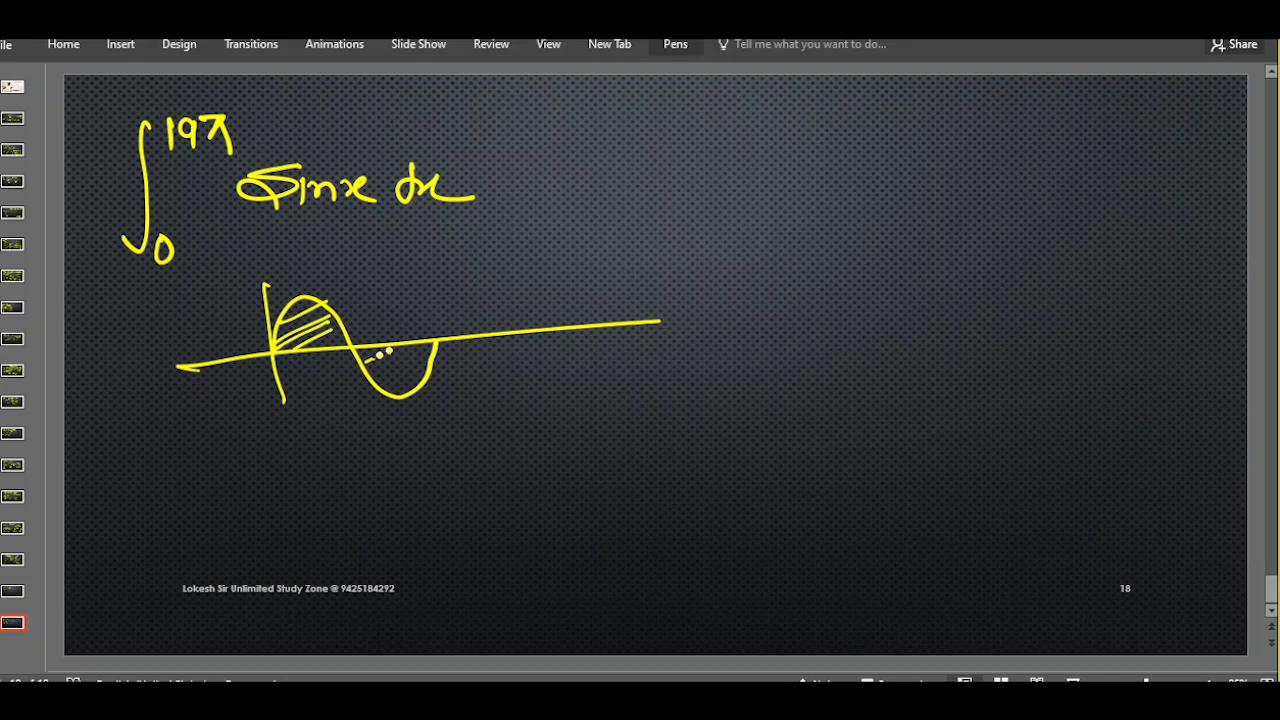 ile Home Insert Design Transitions Animations Slide Show Review View New Tab Pens Tell me what you want to do... Share
∫ 19π
0 Sinx dx
Lokesh Sir Unlimited Study Zone @ 9425184292 18